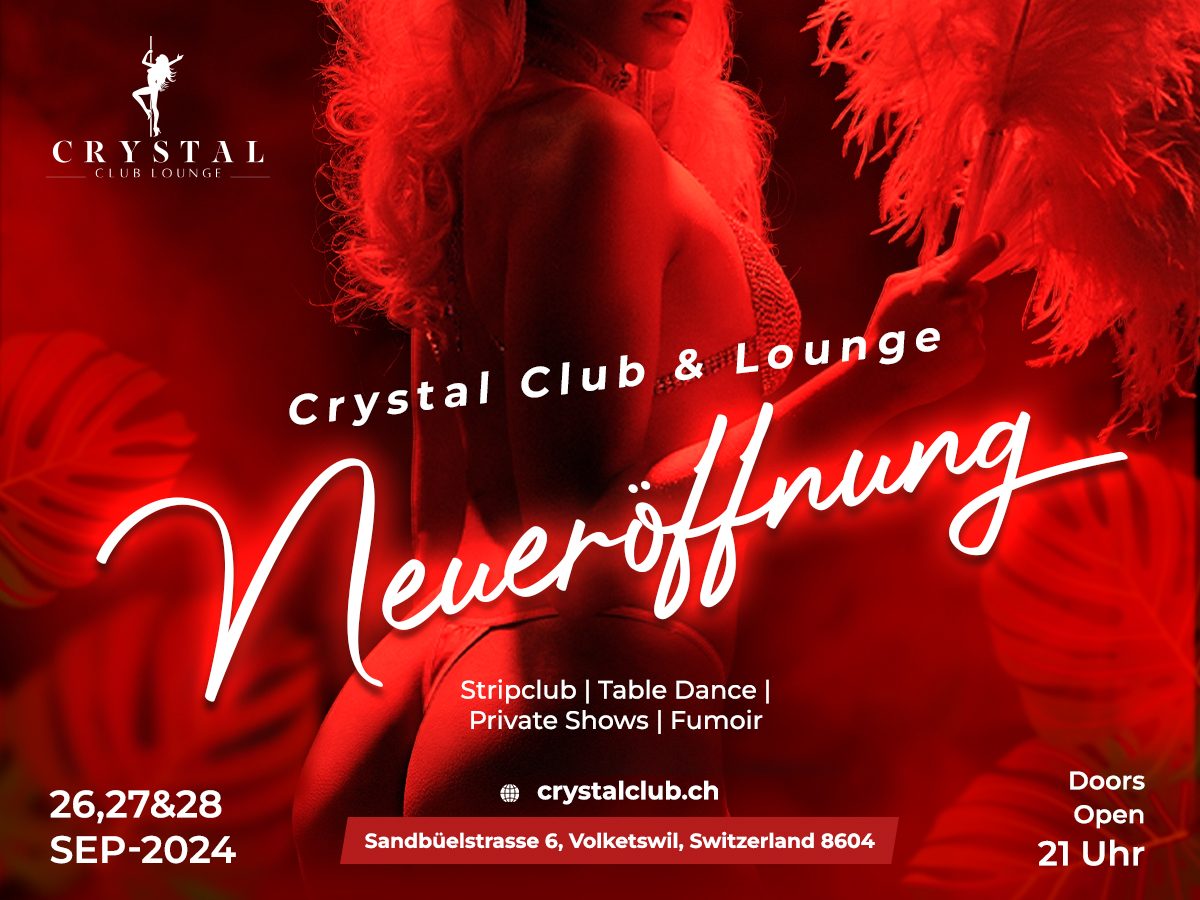 CRYSTAL
CLUB LOUNGE
Crystal Club & Lounge
Neueröffnung
Stripclub | Table Dance |
Private Shows | Fumoir
crystalclub.ch
Sandbüelstrasse 6, Volketswil, Switzerland 8604
26,27&28
SEP-2024
Doors
Open
21 Uhr